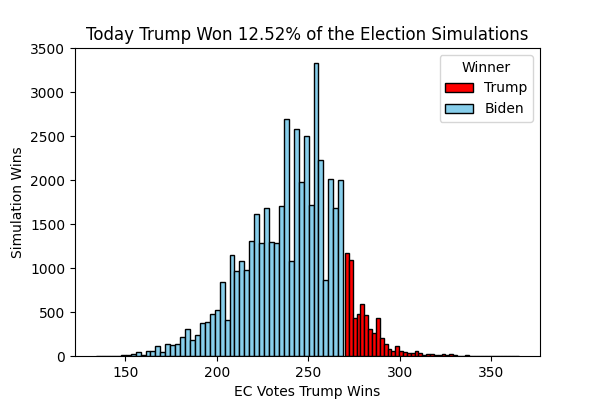 Today Trump Won 12.52% of the Election Simulations
3500
3000
2500
2000
1500
1000
500
0
Simulation Wins
Winner
Trump
Biden
150
200
250
300
350
EC Votes Trump Wins